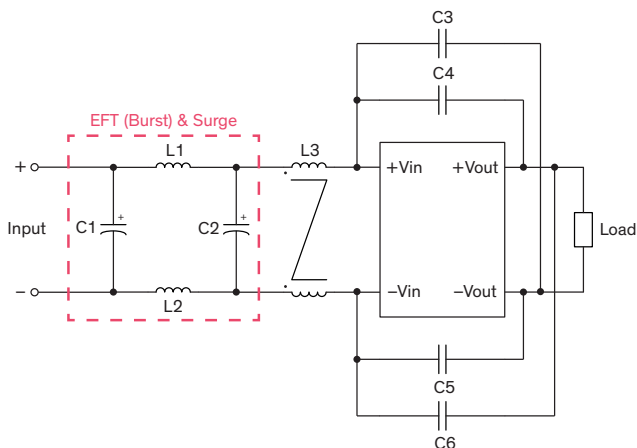 C3
C4
EFT (Burst) & Surge
L1
L3
+
+Vin
+Vout
+
+
Input
C1
C2
Load
−
−Vin
−Vout
L2
C5
C6